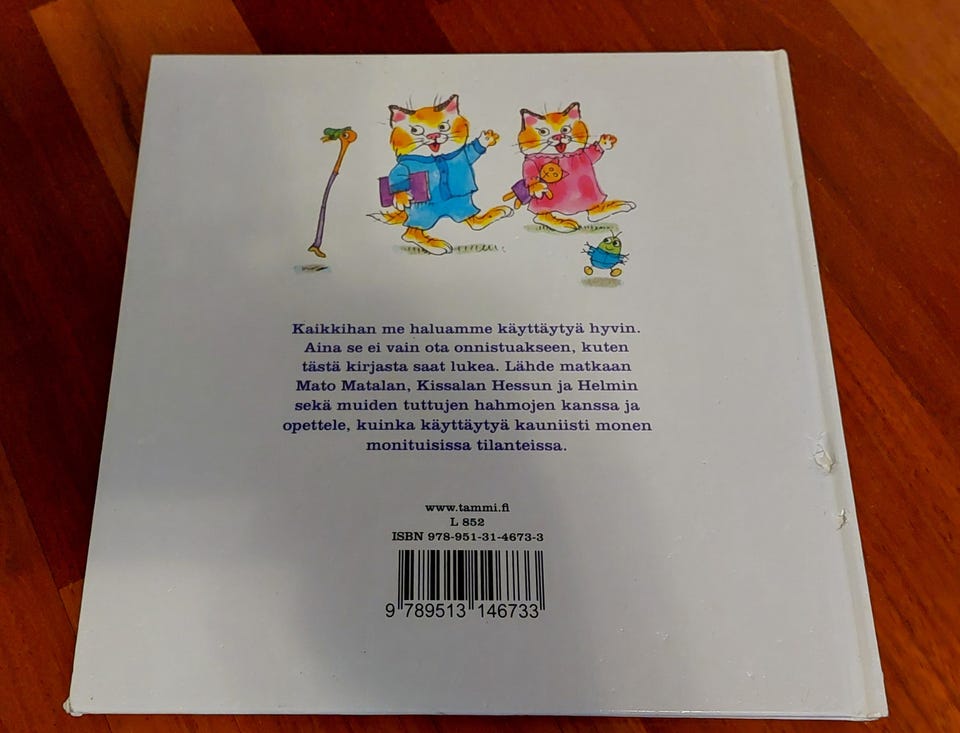 Kaikkihan me haluamme käyttäytyä hyvin.
Aina se ei vain ota onnistuakseen, kuten
tästä kirjasta saat lukea. Lähde matkaan
Mato Matalan, Kissalan Hessun ja Helmin
sekä muiden tuttujen hahmojen kanssa ja
opettele, kuinka käyttäytyä kauniisti monen
monituisissa tilanteissa.
www.tammi.fi
L 852
ISBN 978-951-31-4673-3
9 789513 146733